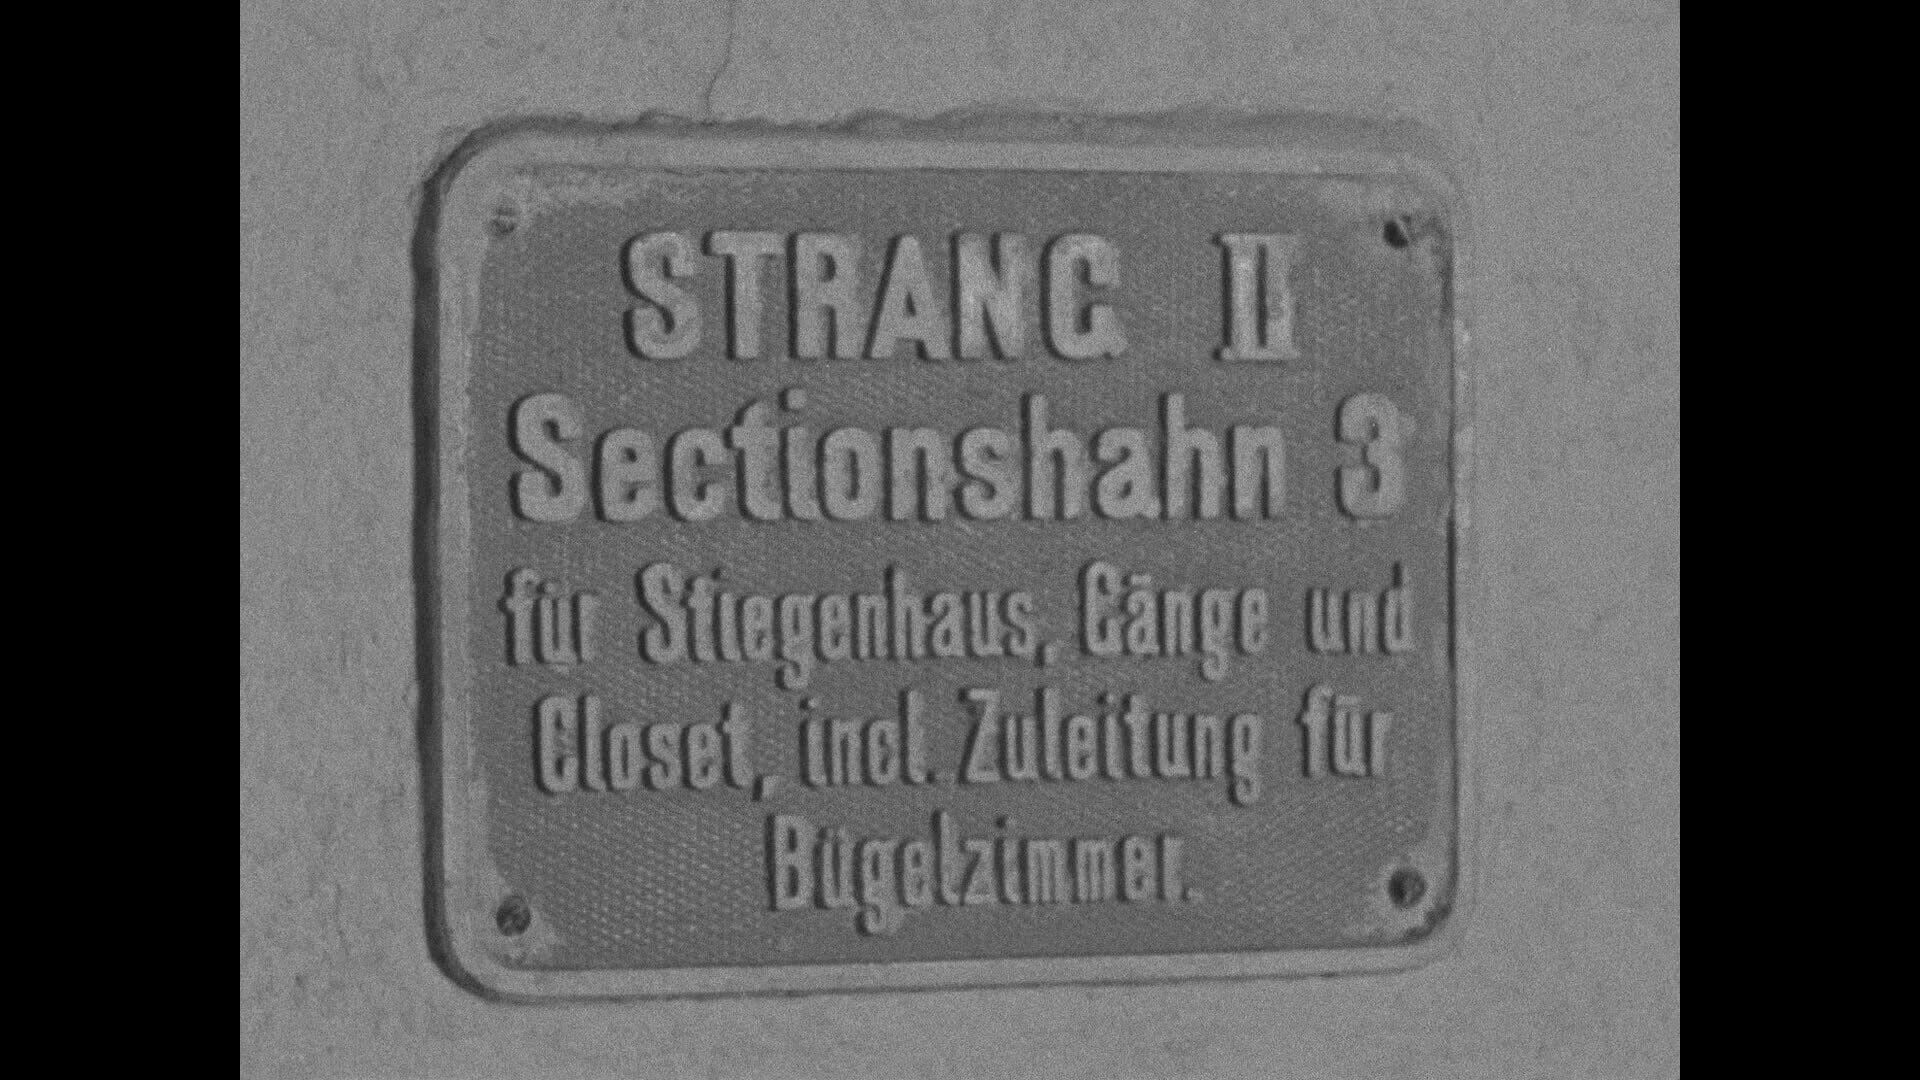 STRANG II
Sectionshahn 3
für Stiegenhaus, Gänge und
Closet, incl. Zuleitung für
Bügelzimmer.